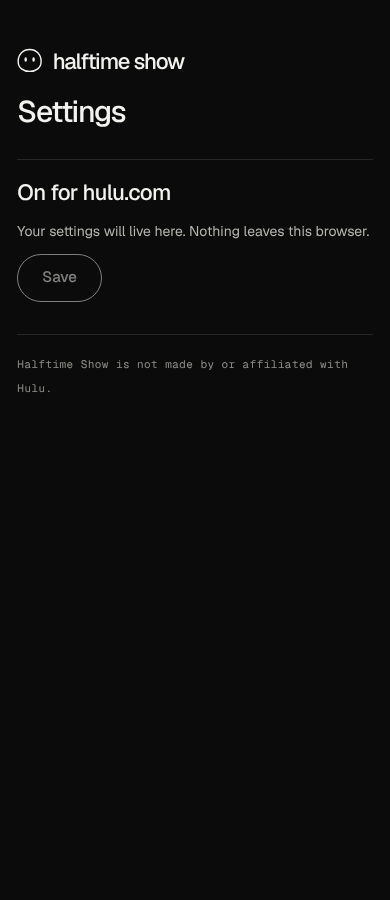 halftime show
Settings
On for hulu.com
Your settings will live here. Nothing leaves this browser.
Save
Halftime Show is not made by or affiliated with
Hulu.